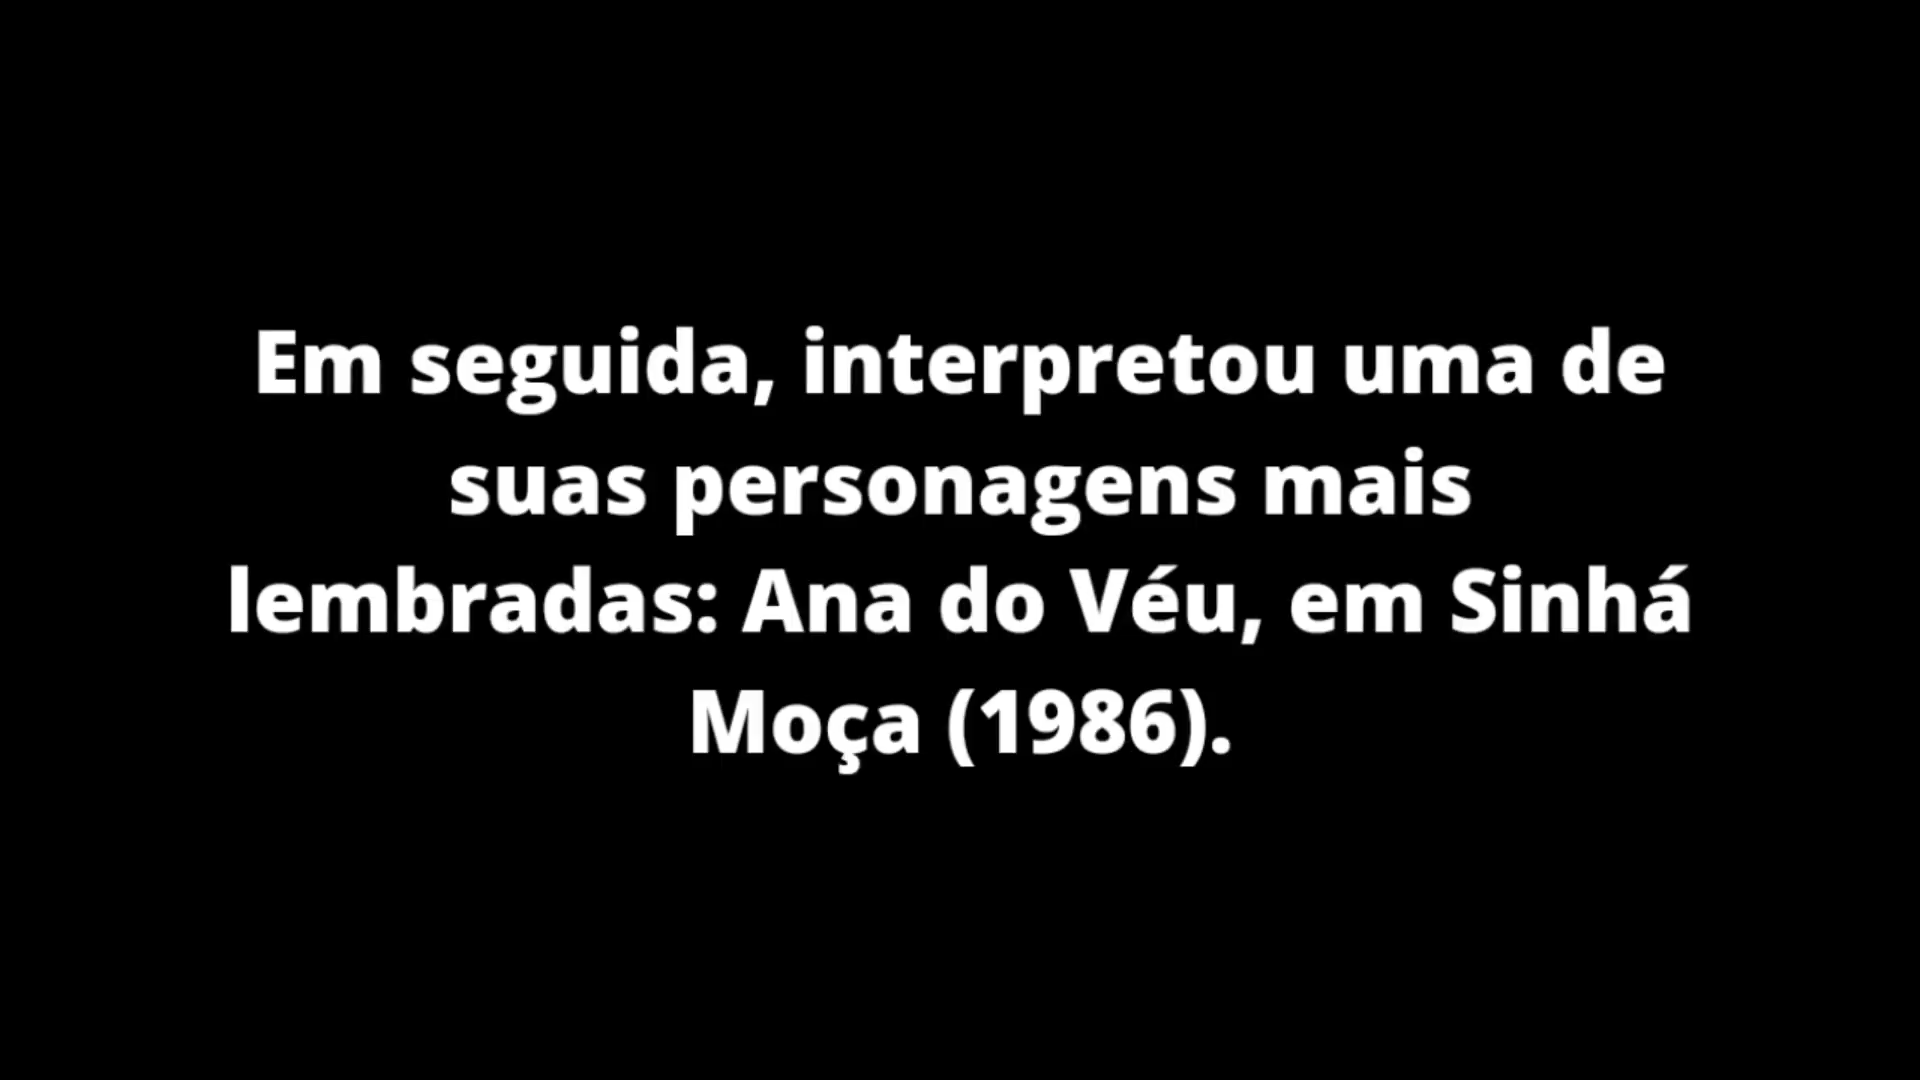 Em seguida, interpretou uma de
suas personagens mais
lembradas: Ana do Véu, em Sinhá
Moça (1986).